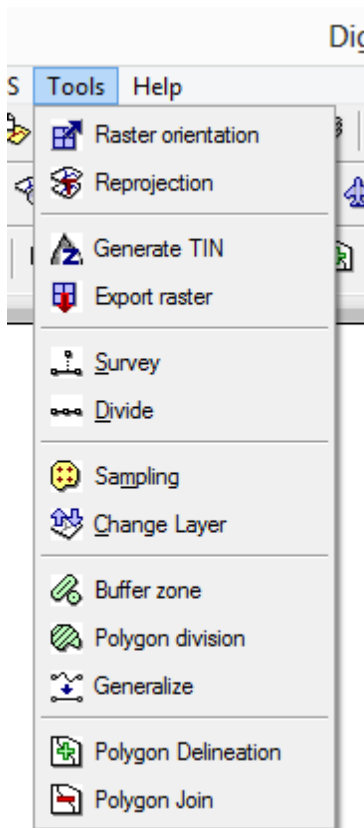 Dig
S Tools Help
Raster orientation
Reprojection
Generate TIN
Export raster
Survey
Divide
Sampling
Change Layer
Buffer zone
Polygon division
Generalize
Polygon Delineation
Polygon Join